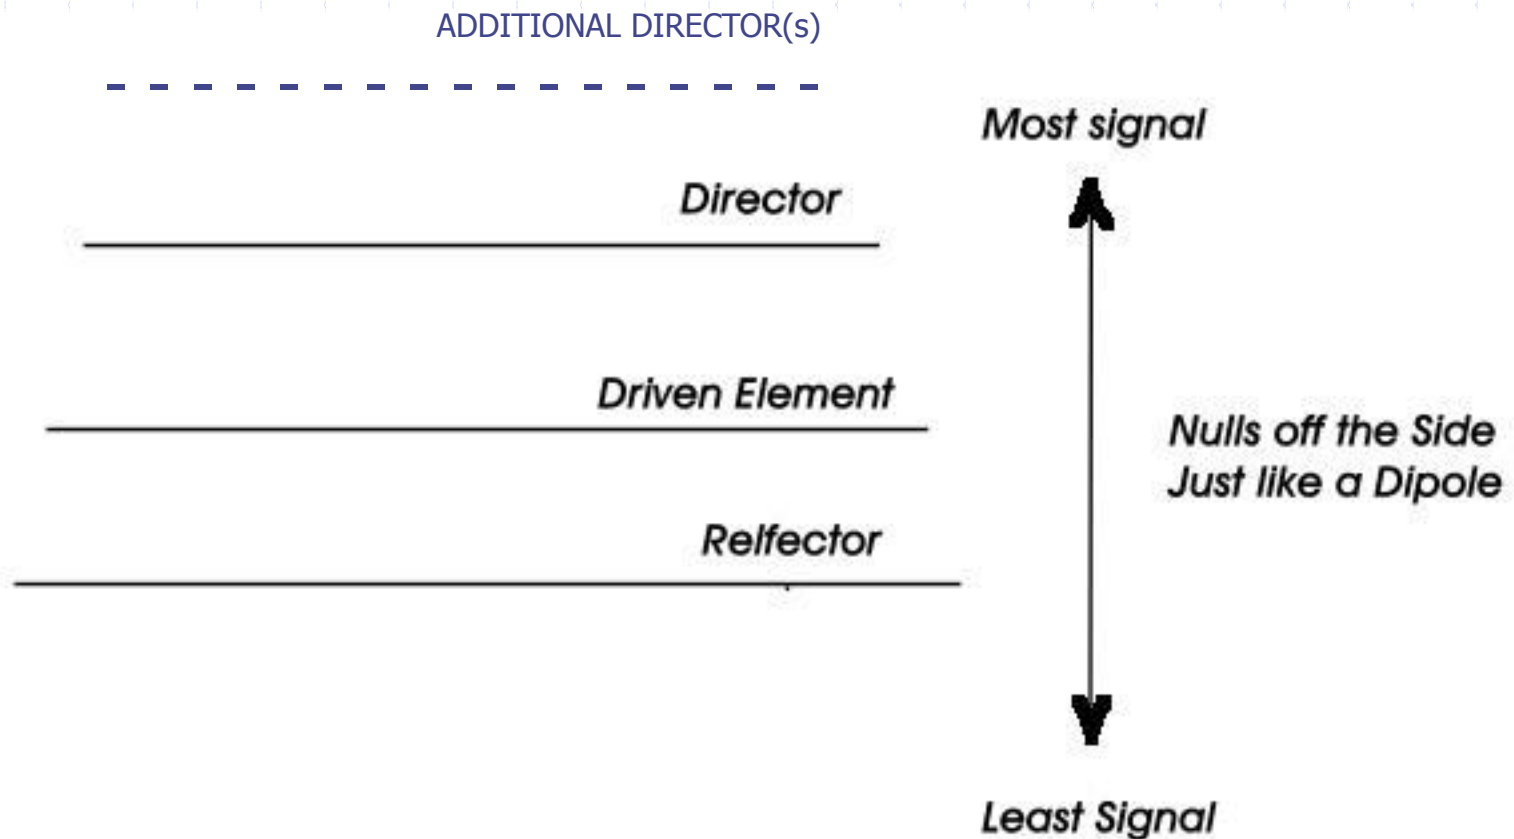 ADDITIONAL DIRECTOR(s)
Most signal
Director
Driven Element
Nulls off the Side
Just like a Dipole
Relfector
Least Signal